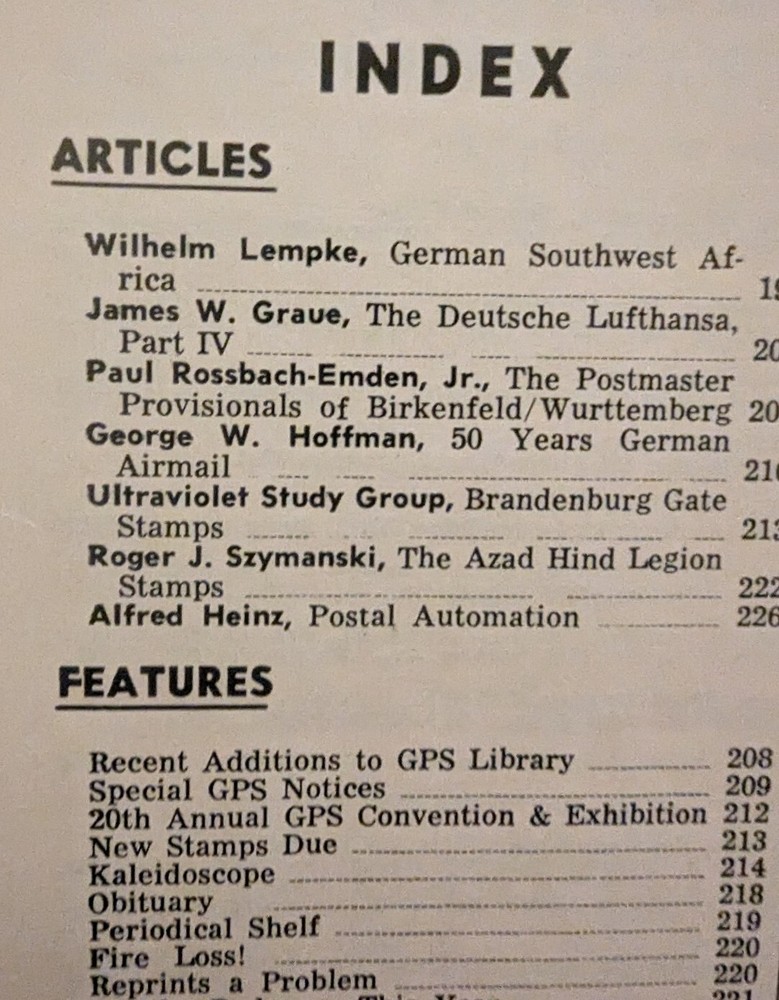 INDEX
ARTICLES
Wilhelm Lempke, German Southwest Af-
rica
James W. Graue, The Deutsche Lufthansa,
Part IV
Paul Rossbach-Emden, Jr., The Postmaster
Provisionals of Birkenfeld/Wurttemberg
George W. Hoffman, 50 Years German
Airmail
Ultraviolet Study Group, Brandenburg Gate
Stamps 213
Roger J. Szymanski, The Azad Hind Legion
Stamps 222
Alfred Heinz, Postal Automation 226
FEATURES
Recent Additions to GPS Library 208
Special GPS Notices 209
20th Annual GPS Convention & Exhibition 212
New Stamps Due 213
Kaleidoscope 214
Obituary 218
Periodical Shelf 219
Fire Loss! 220
Reprints a Problem 220